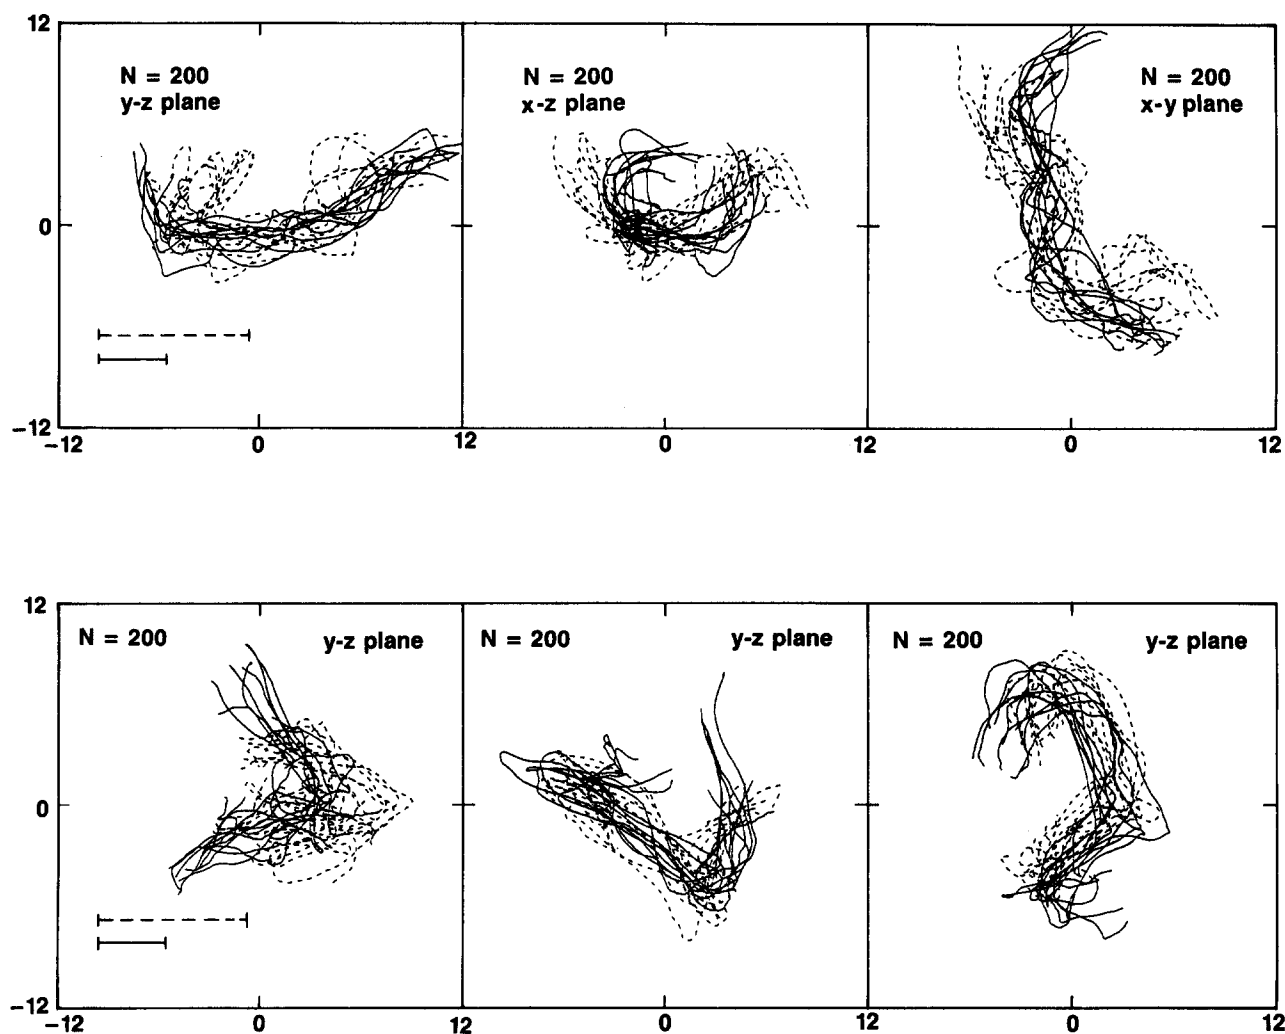 12
N = 200
y-z plane
N = 200
x-z plane
N = 200
x-y plane
0
-12
-12 0 12 0 12 0 12
12
N = 200 y-z plane N = 200 y-z plane N = 200 y-z plane
0
-12
-12 0 12 0 12 0 12